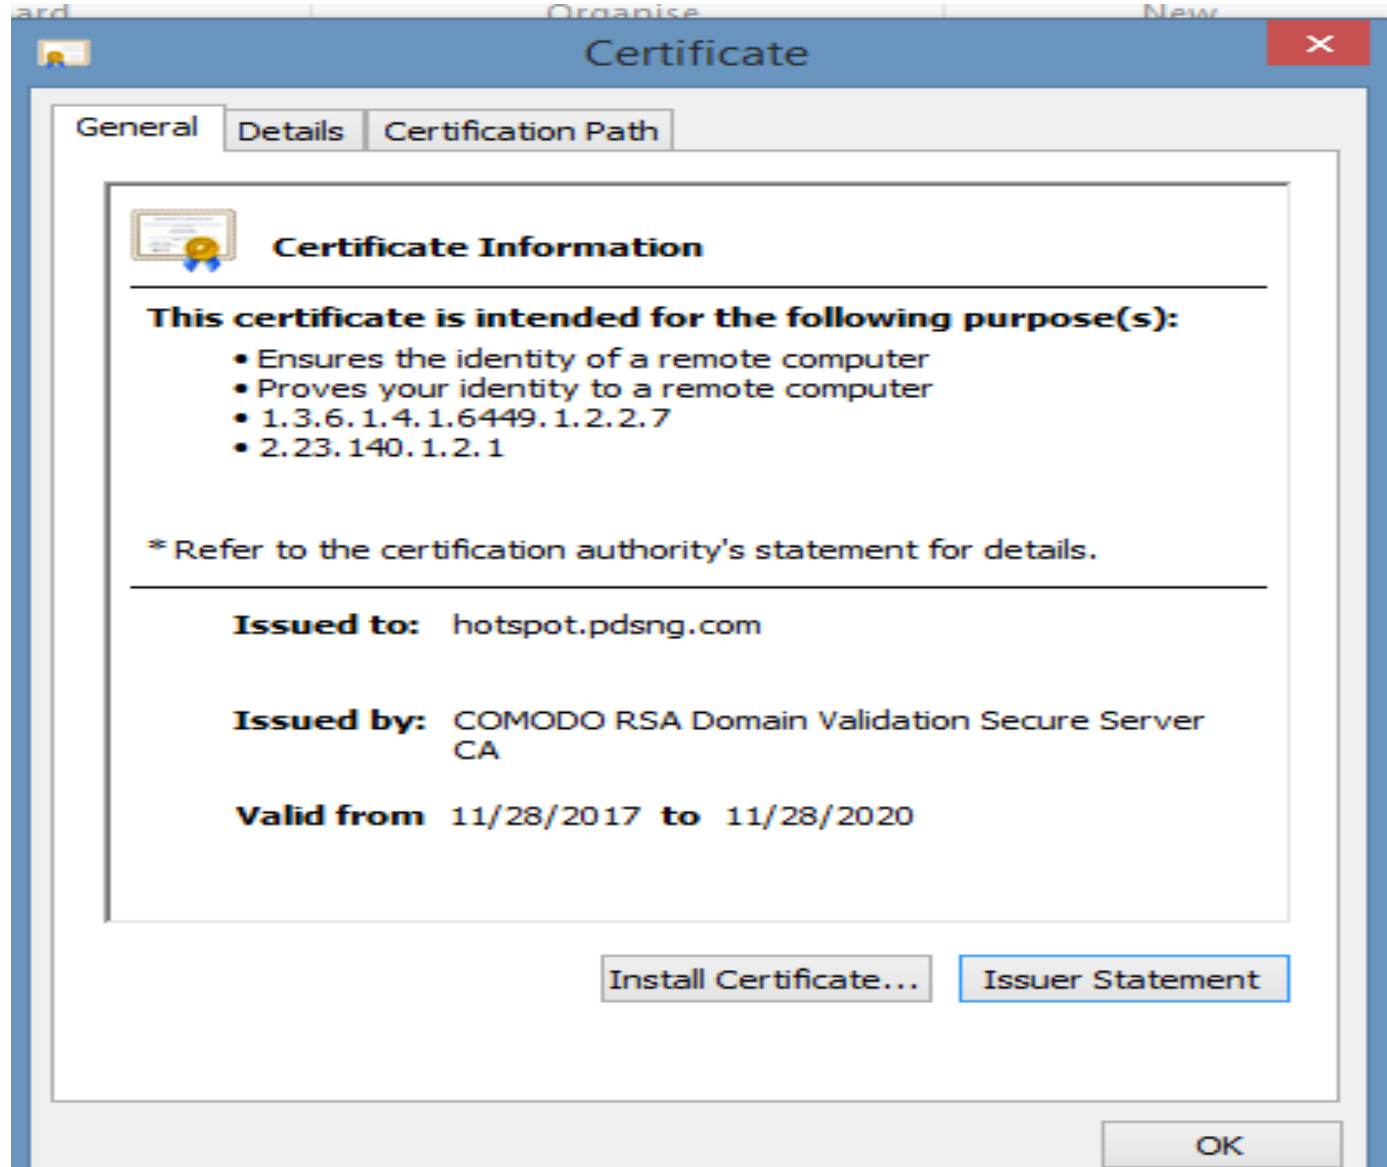 ard Organise New
Certificate
General Details Certification Path
Certificate Information
This certificate is intended for the following purpose(s):
• Ensures the identity of a remote computer
• Proves your identity to a remote computer
• 1.3.6.1.4.1.6449.1.2.2.7
• 2.23.140.1.2.1
* Refer to the certification authority's statement for details.
Issued to: hotspot.pdsng.com
Issued by: COMODO RSA Domain Validation Secure Server
CA
Valid from 11/28/2017 to 11/28/2020
Install Certificate... Issuer Statement
OK